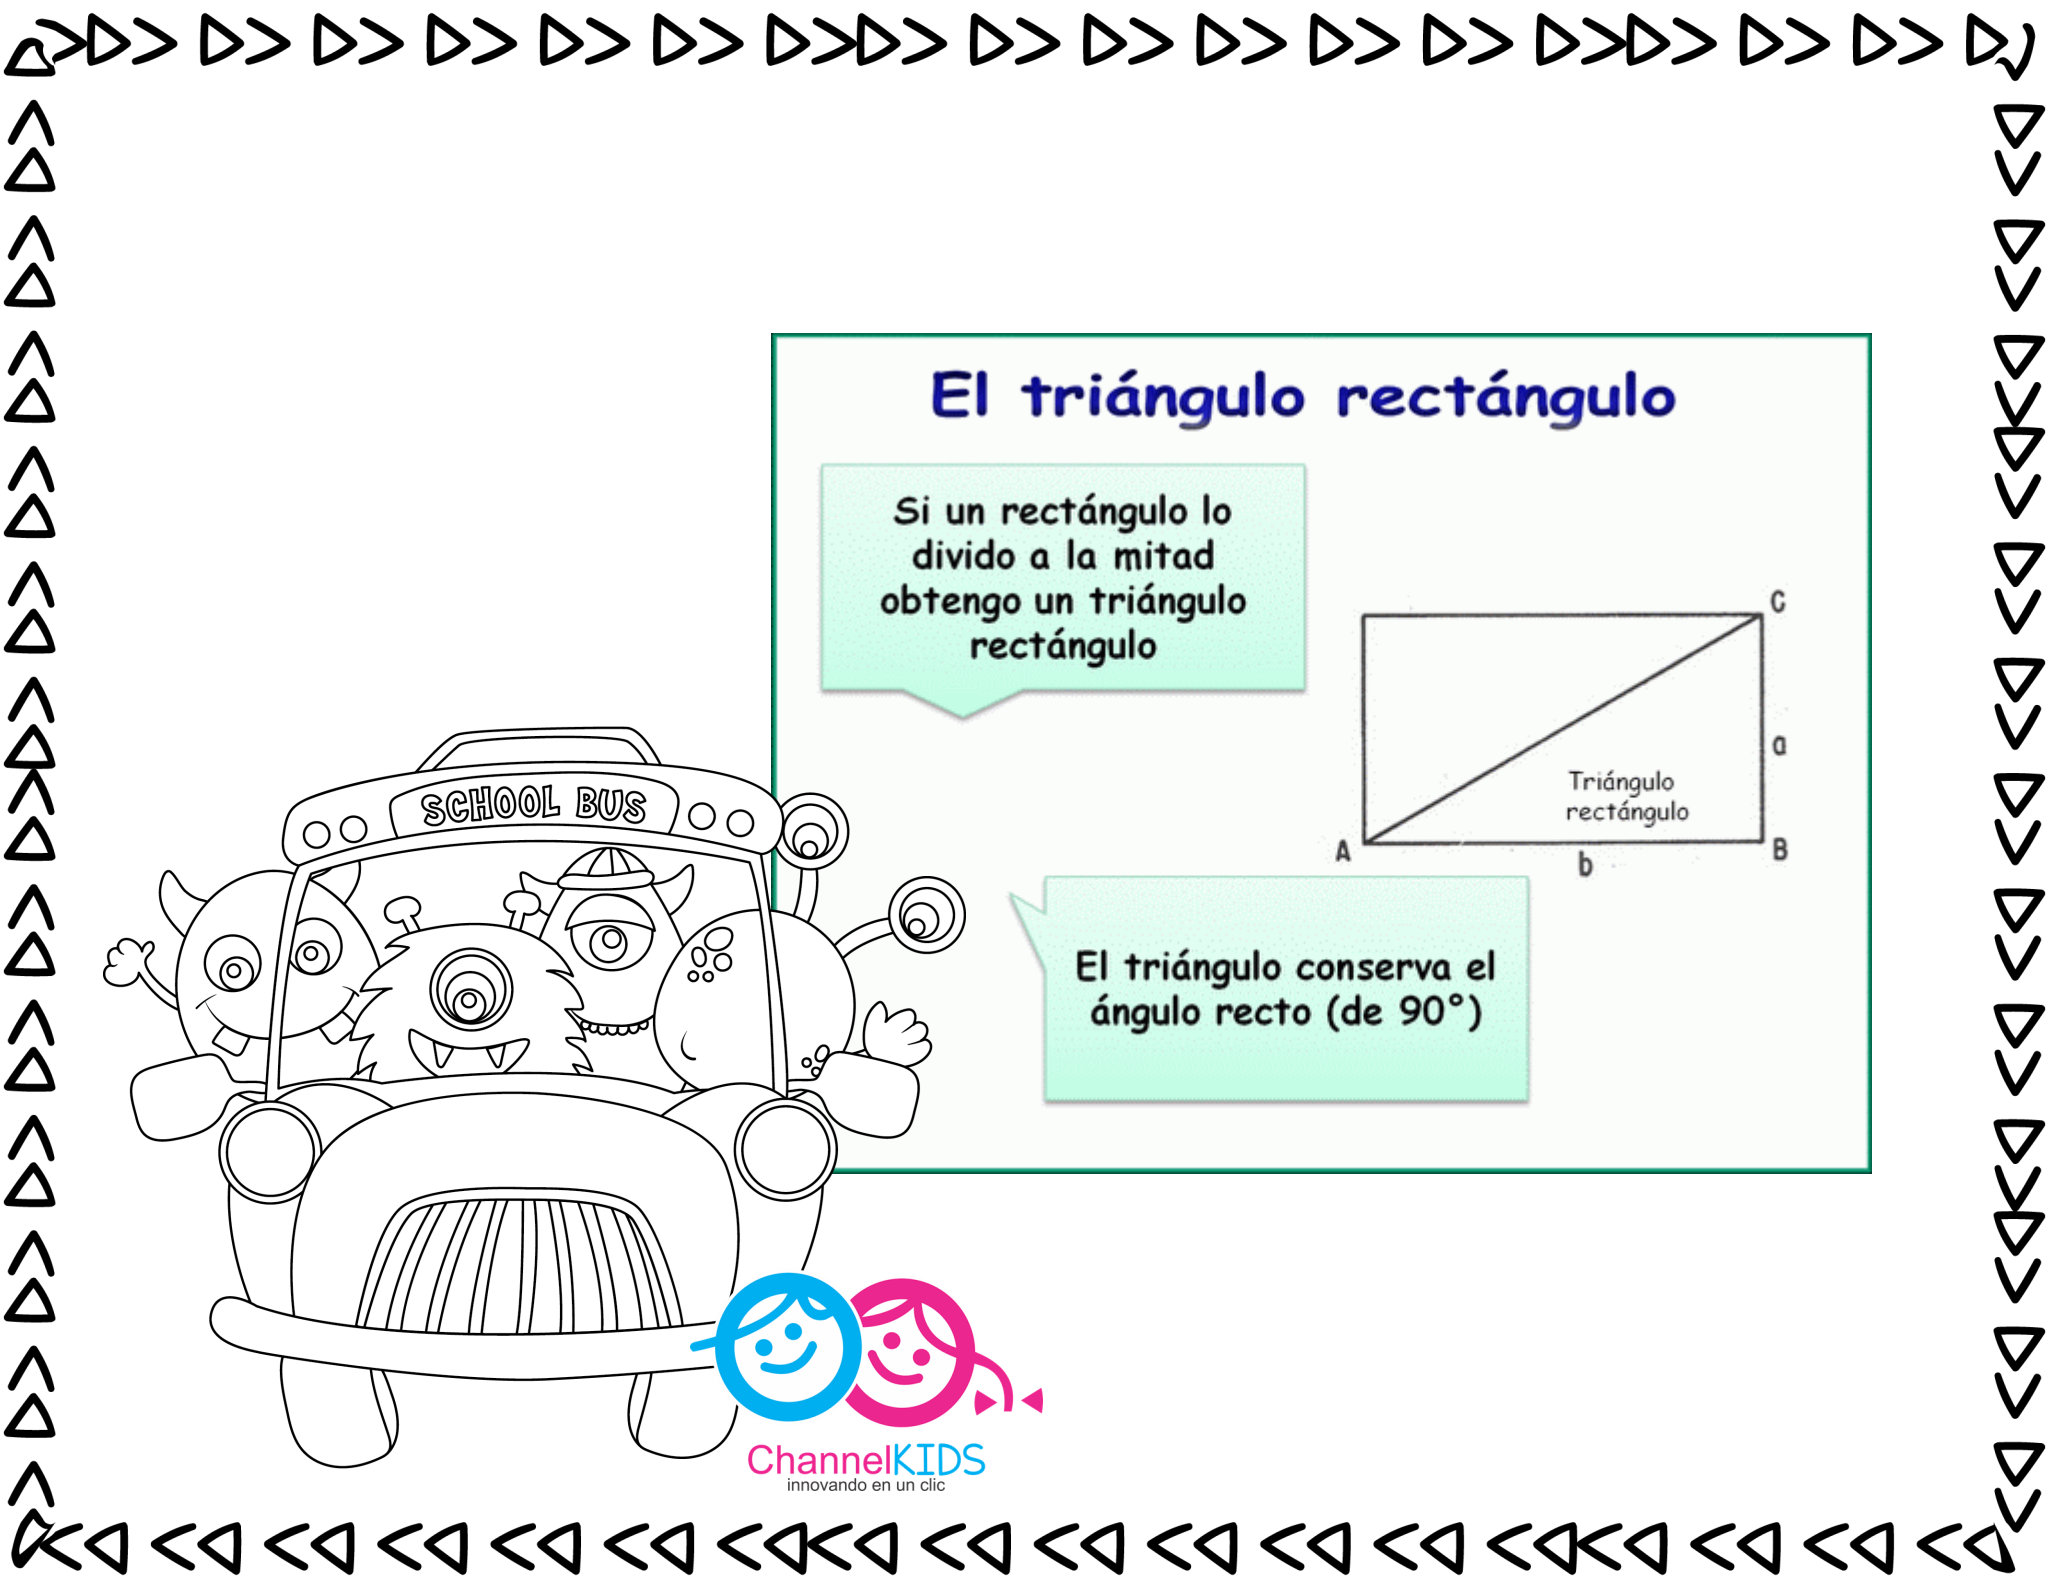 El triángulo rectángulo
Si un rectángulo lo
divido a la mitad
obtengo un triángulo
rectángulo
C
a
Triángulo
rectángulo
A
b
B
El triángulo conserva el
ángulo recto (de 90°)
SCHOOL BUS
ChannelKIDS
innovando en un clic